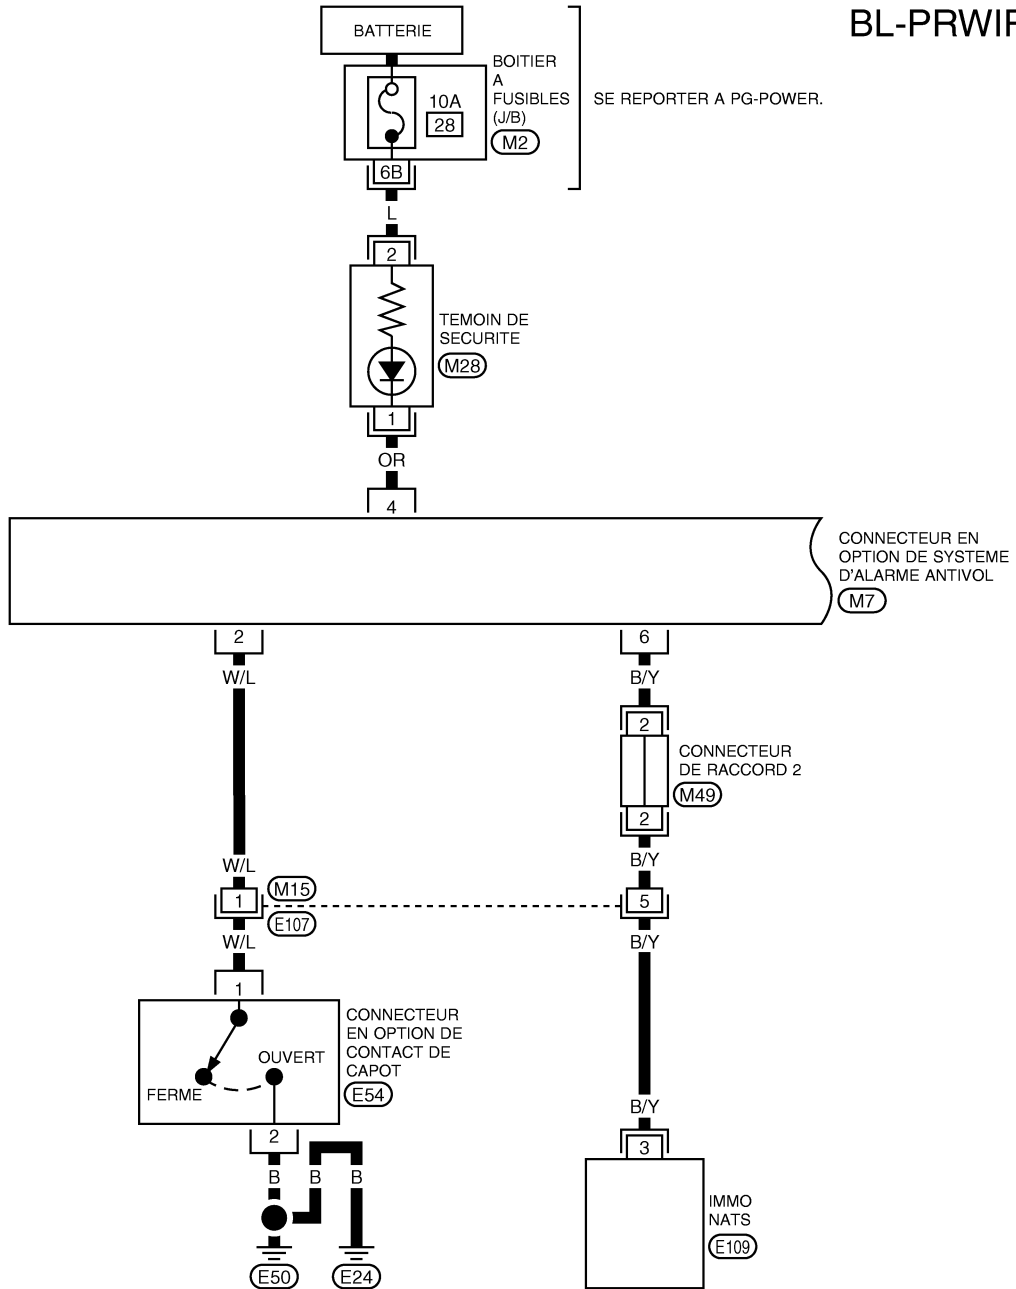 BL-PRWIR
BATTERIE
BOITIER
A
FUSIBLES
(J/B)
M2
10A
28
SE REPORTER A PG-POWER.
6B
L
2
TEMOIN DE
SECURITE
M28
1
OR
4
CONNECTEUR EN
OPTION DE SYSTEME
D'ALARME ANTIVOL
M7
2
6
W/L
B/Y
2
CONNECTEUR
DE RACCORD 2
M49
2
W/L
B/Y
1
M15
E107
5
W/L
B/Y
1
CONNECTEUR
EN OPTION DE
CONTACT DE
CAPOT
E54
OUVERT
FERME
B/Y
2
3
B
B
B
IMMO
NATS
E109
E50
E24